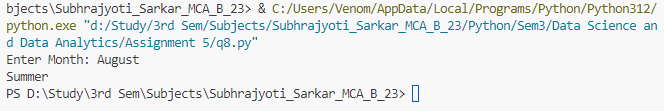 bjects\Subhrajyoti_Sarkar_MCA_B_23> & C:/Users/Venom/AppData/Local/Programs/Python/Python312/
python.exe "d:/Study/3rd Sem/Subjects/Subhrajyoti_Sarkar_MCA_B_23/Python/Sem3/Data Science an
d Data Analytics/Assignment 5/q8.py"
Enter Month: August
Summer
PS D:\Study\3rd Sem\Subjects\Subhrajyoti_Sarkar_MCA_B_23>